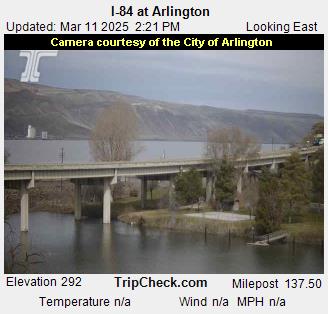 I-84 at Arlington
Updated: Mar 11 2025 2:21 PM Looking East
Camera courtesy of the City of Arlington
Elevation 292 TripCheck.com Milepost 137.50
Temperature n/a Wind n/a MPH n/a